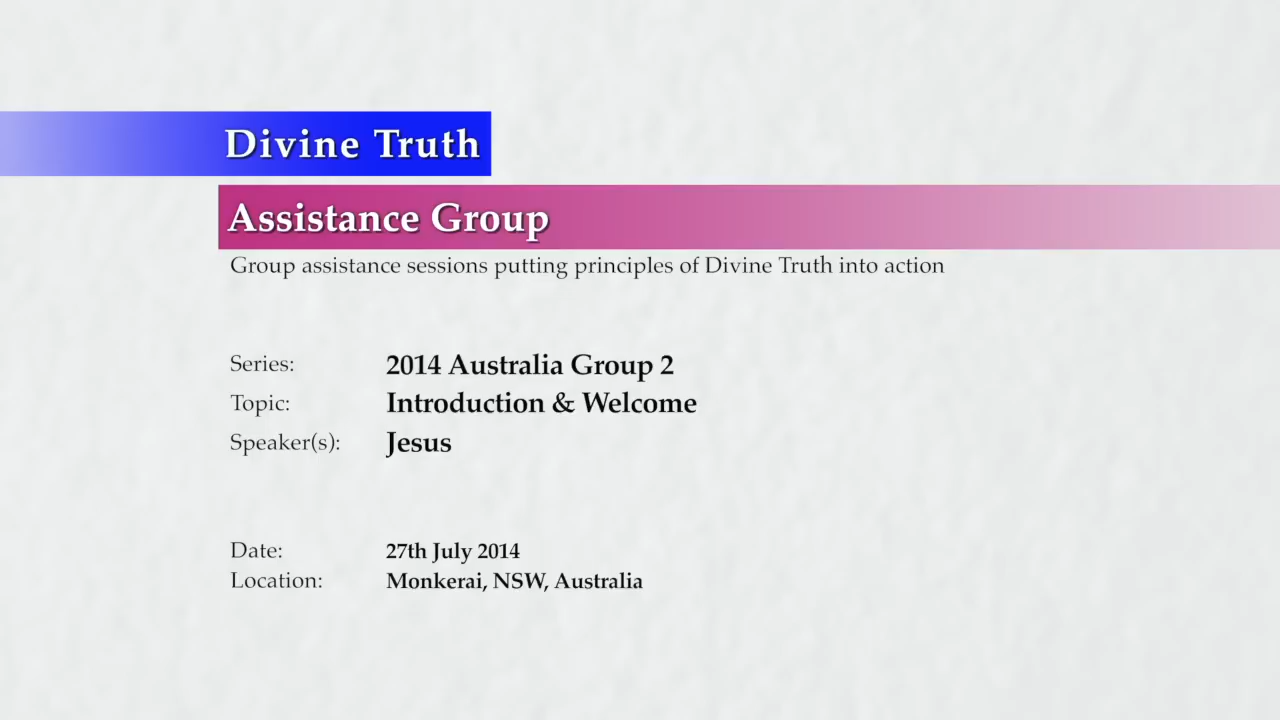 Divine Truth
Assistance Group
Group assistance sessions putting principles of Divine Truth into action
Series: 2014 Australia Group 2
Topic: Introduction & Welcome
Speaker(s): Jesus
Date: 27th July 2014
Location: Monkerai, NSW, Australia